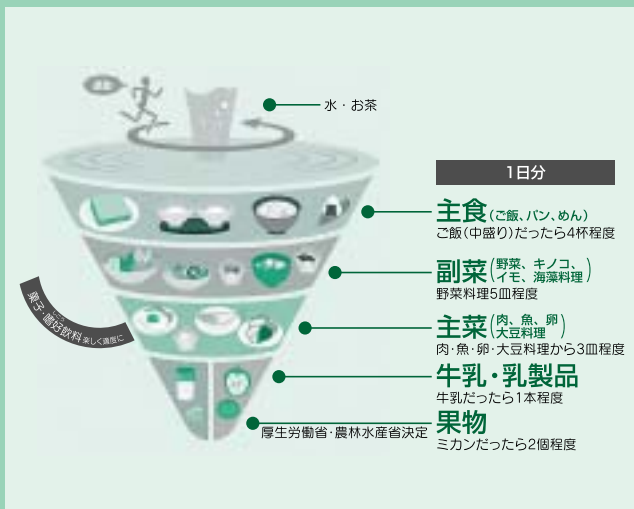 水・お茶
1日分
主食(ご飯、パン、めん)
ご飯(中盛り)だったら4杯程度
副菜(野菜、キノコ、
イモ、海藻料理)
野菜料理5皿程度
主菜(肉、魚、卵
大豆料理)
肉・魚・卵・大豆料理から3皿程度
牛乳・乳製品
牛乳だったら1本程度
果物
ミカンだったら2個程度
菓子・嗜好飲料 楽しく適度に
厚生労働省・農林水産省決定